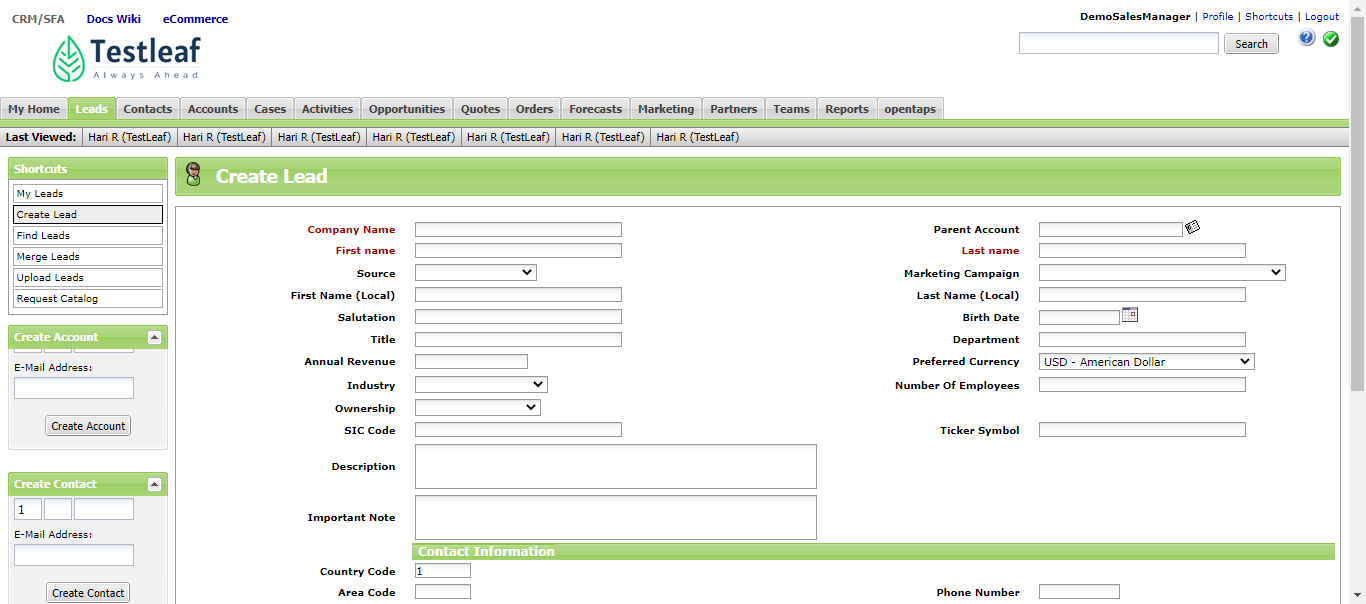 CRM/SFA Docs Wiki eCommerce
DemoSalesManager | Profile | Shortcuts | Logout
Testleaf
Always Ahead
Search
?
My Home Leads Contacts Accounts Cases Activities Opportunities Quotes Orders Forecasts Marketing Partners Teams Reports opentaps
Last Viewed: Hari R (TestLeaf) Hari R (TestLeaf) Hari R (TestLeaf) Hari R (TestLeaf) Hari R (TestLeaf) Hari R (TestLeaf) Hari R (TestLeaf)
Shortcuts
My Leads
Create Lead
Find Leads
Merge Leads
Upload Leads
Request Catalog
Create Account
E-Mail Address:
Create Account
Create Contact
1
E-Mail Address:
Create Contact
Create Lead
Company Name Parent Account
First name Last name
Source Marketing Campaign
First Name (Local) Last Name (Local)
Salutation Birth Date
Title Department
Annual Revenue Preferred Currency USD - American Dollar
Industry Number Of Employees
Ownership
SIC Code Ticker Symbol
Description
Important Note
Contact Information
Country Code 1
Area Code Phone Number